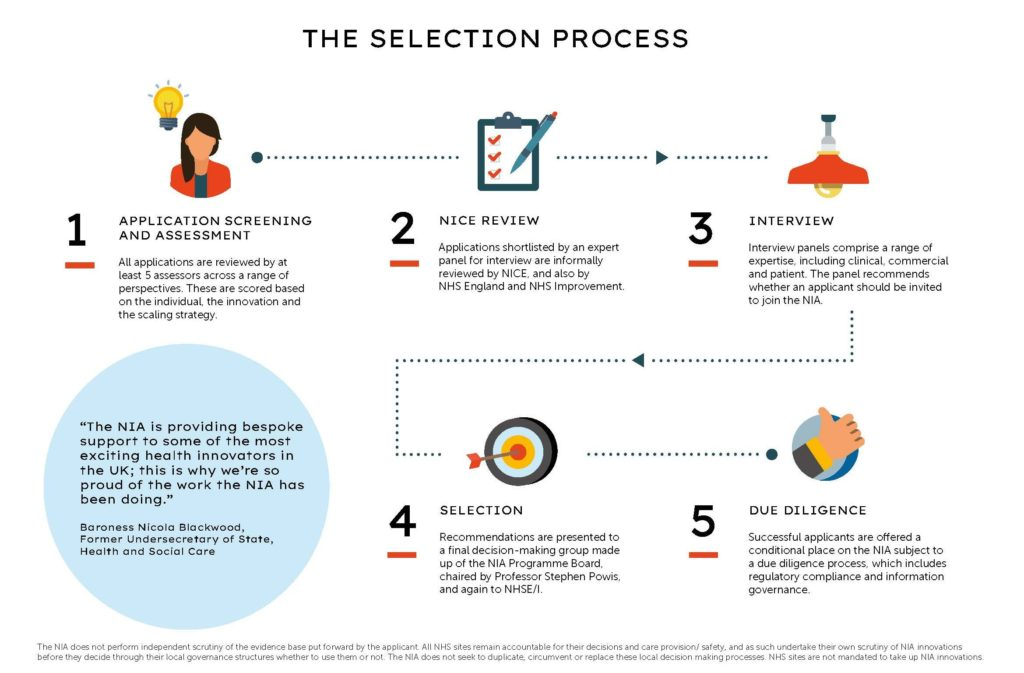 THE SELECTION PROCESS
1
APPLICATION SCREENING
AND ASSESSMENT
All applications are reviewed by at
least 5 assessors across a range of
perspectives. These are scored based
on the individual, the innovation and
the scaling strategy.
2
NICE REVIEW
Applications shortlisted by an expert
panel for interview are informally
reviewed by NICE, and also by
NHS England and NHS Improvement.
3
INTERVIEW
Interview panels comprise a range of
expertise, including clinical, commercial
and patient. The panel recommends
whether an applicant should be invited
to join the NIA.
“The NIA is providing bespoke
support to some of the most
exciting health innovators in
the UK; this is why we’re so
proud of the work the NIA has
been doing.”
Baroness Nicola Blackwood,
Former Undersecretary of State,
Health and Social Care
4
SELECTION
Recommendations are presented to
a final decision-making group made
up of the NIA Programme Board,
chaired by Professor Stephen Powis,
and again to NHSE/I.
5
DUE DILIGENCE
Successful applicants are offered a
conditional place on the NIA subject to
a due diligence process, which includes
regulatory compliance and information
governance.
The NIA does not perform independent scrutiny of the evidence base put forward by the applicant. All NHS sites remain accountable for their decisions and care provision/ safety, and as such undertake their own scrutiny of NIA innovations
before they decide through their local governance structures whether to use them or not. The NIA does not seek to duplicate, circumvent or replace these local decision making processes. NHS sites are not mandated to take up NIA innovations.